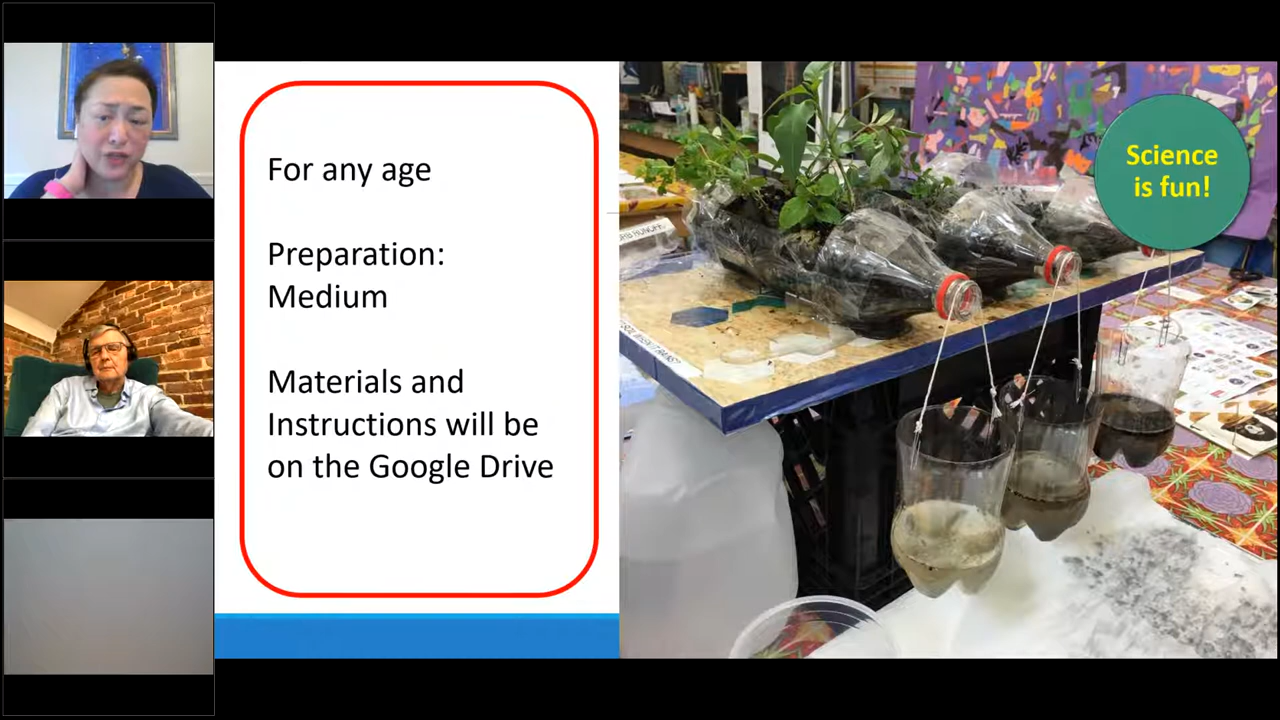 For any age
Preparation:
Medium
Materials and
Instructions will be
on the Google Drive
Science
is fun!